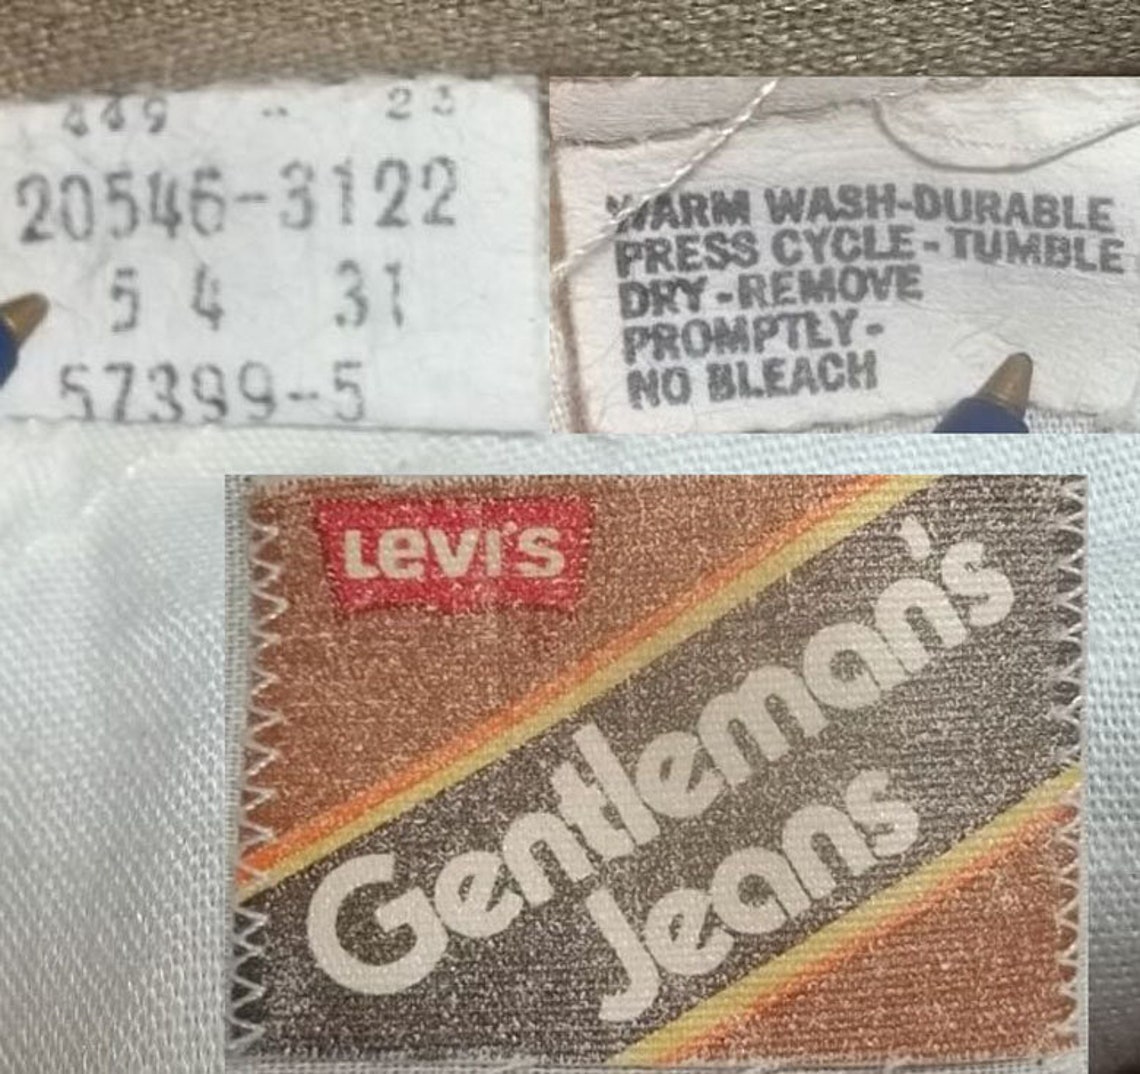 449 - 23
20546-3122
5 4 31
57399-5
WARM WASH-DURABLE
PRESS CYCLE-TUMBLE
DRY-REMOVE
PROMPTLY-
NO BLEACH
Levi's
Gentleman's
Jeans